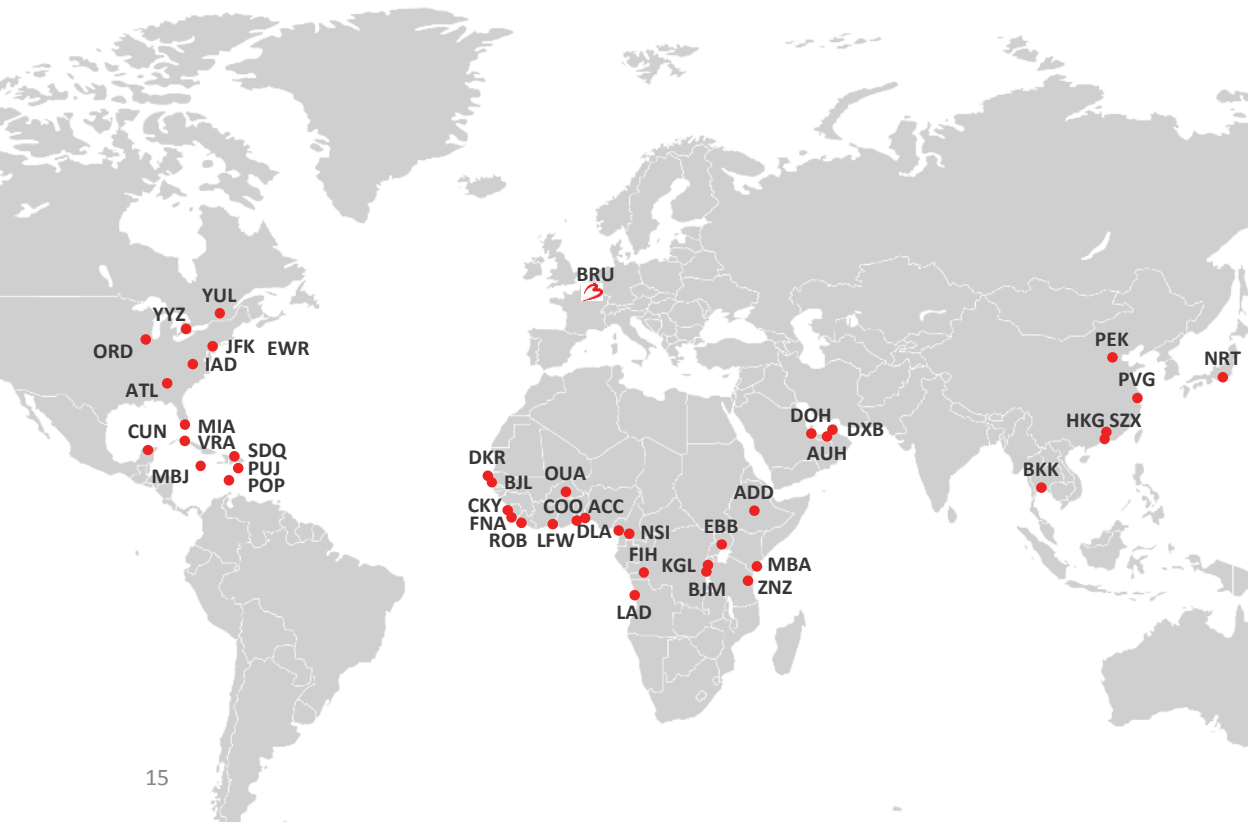 BRU
YUL
YYZ
ORD
JFK EWR
IAD
ATL
MIA
CUN
VRA
SDQ
MBJ
PUJ
POP
DKR
BJL
OUA
CKY
COO ACC
FNA
ROB
LFW
DLA
NSI
FIH
LAD
ADD
EBB
KGL
BJM
MBA
ZNZ
DOH
DXB
AUH
PEK
NRT
PVG
HKG SZX
BKK
15